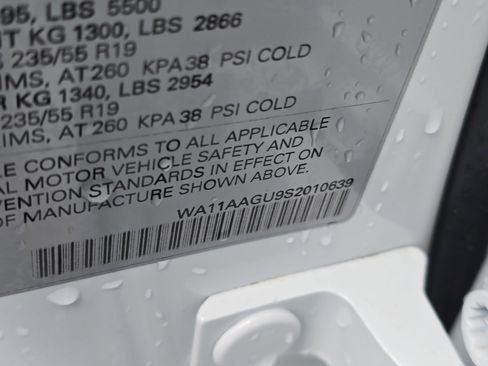 95, LBS 5500
T KG 1300, LBS 2866
235/55 R19
IMS, AT 260 KPA 38 PSI COLD
R KG 1340, LBS 2954
235/55 R19
IMS, AT 260 KPA 38 PSI COLD
LE CONFORMS TO ALL APPLICABLE
AL MOTOR VEHICLE SAFETY AND
VENTION STANDARDS IN EFFECT ON
OF MANUFACTURE SHOWN ABOVE.
WA11AAGU9S2010639